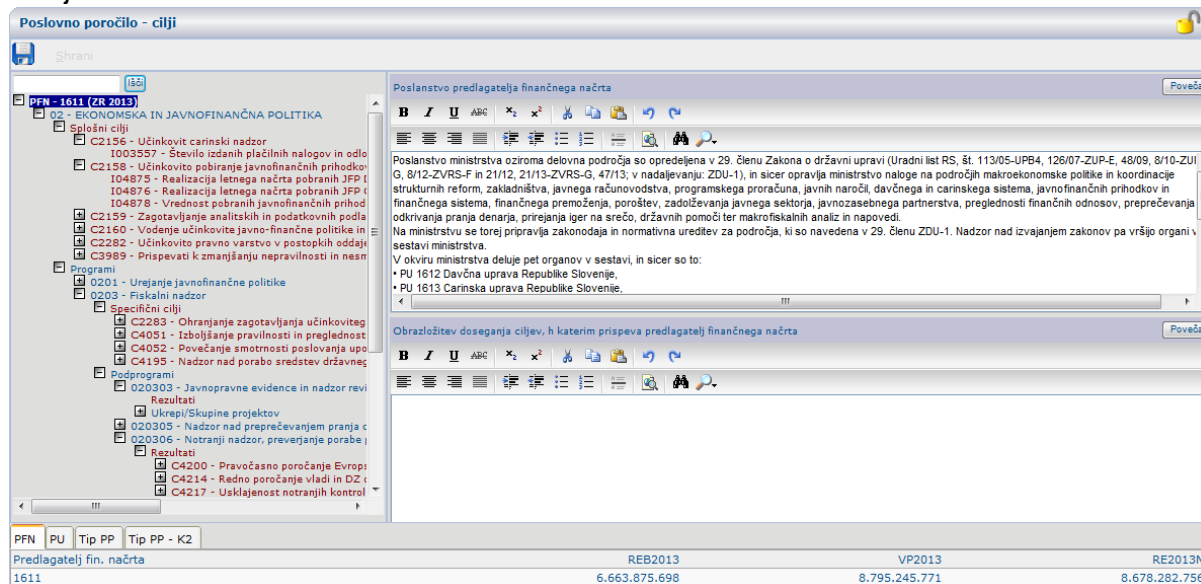 Poslovno poročilo - cilji
Shrani
Išči
PFN - 1611 (ZR 2013)
02 - EKONOMSKA IN JAVNOFINANČNA POLITIKA
Splošni cilji
C2156 - Učinkovit carinski nadzor
I003557 - Število izdanih plačilnih nalogov in odlo
C2158 - Učinkovito pobiranje javnofinančnih prihodkov
I04875 - Realizacija letnega načrta pobranih JFP
I04876 - Realizacija letnega načrta pobranih JFP
I04878 - Vrednost pobranih javnofinančnih prihod
C2159 - Zagotavljanje analitskih in podatkovnih podla
C2160 - Vodenje učinkovite javno-finančne politike in
C2282 - Učinkovito pravno varstvo v postopkih oddaje
C3989 - Prispevati k zmanjšanju nepravilnosti in nesm
Programi
0201 - Urejanje javnofinančne politike
0203 - Fiskalni nadzor
Specifični cilji
C2283 - Ohranjanje zagotavljanja učinkoviteg
C4051 - Izboljšanje pravilnosti in preglednost
C4052 - Povečanje smotrnosti poslovanja upo
C4195 - Nadzor nad porabo sredstev državneg
Podprogrami
020303 - Javnopravne evidence in nadzor revi
Rezultati
Ukrepi/Skupine projektov
020305 - Nadzor nad preprečevanjem pranja d
020306 - Notranji nadzor, preverjanje porabe
Rezultati
C4200 - Pravočasno poročanje Evrops
C4214 - Redno poročanje vladi in DZ
C4217 - Usklajenost notranjih kontrol
Poslanstvo predlagatelja finančnega načrta Poveča
B I U ABC x₂ x²
Poslanstvo ministrstva oziroma delovna področja so opredeljena v 29. členu Zakona o državni upravi (Uradni list RS, št. 113/05-UPB4, 126/07-ZUP-E, 48/09, 8/10-ZUI
G, 8/12-ZVRS-F in 21/12, 21/13-ZVRS-G, 47/13; v nadaljevanju: ZDU-1), in sicer opravlja ministrstvo naloge na področjih makroekonomske politike in koordinacije
strukturnih reform, zakladništva, javnega računovodstva, programskega proračuna, javnih naročil, davčnega in carinskega sistema, javnofinančnih prihodkov in
finančnega sistema, finančnega premoženja, poroštev, zadolževanja javnega sektorja, javnozasebnega partnerstva, preglednosti finančnih odnosov, preprečevanja
odkrivanja pranja denarja, prirejanja iger na srečo, državnih pomoči ter makrofiskalnih analiz in napovedi.
Na ministrstvu se torej pripravlja zakonodaja in normativna ureditev za področja, ki so navedena v 29. členu ZDU-1. Nadzor nad izvajanjem zakonov pa vršijo organi v
sestavi ministrstva.
V okviru ministrstva deluje pet organov v sestavi, in sicer so to:
• PU 1612 Davčna uprava Republike Slovenije,
• PU 1613 Carinska uprava Republike Slovenije,
Obrazložitev doseganja ciljev, h katerim prispeva predlagatelj finančnega načrta Poveča
B I U ABC x₂ x²
PFN PU Tip PP Tip PP - K2
Predlagatelj fin. načrta REB2013 VP2013 RE2013N
1611 6.663.875.698 8.795.245.771 8.678.282.756